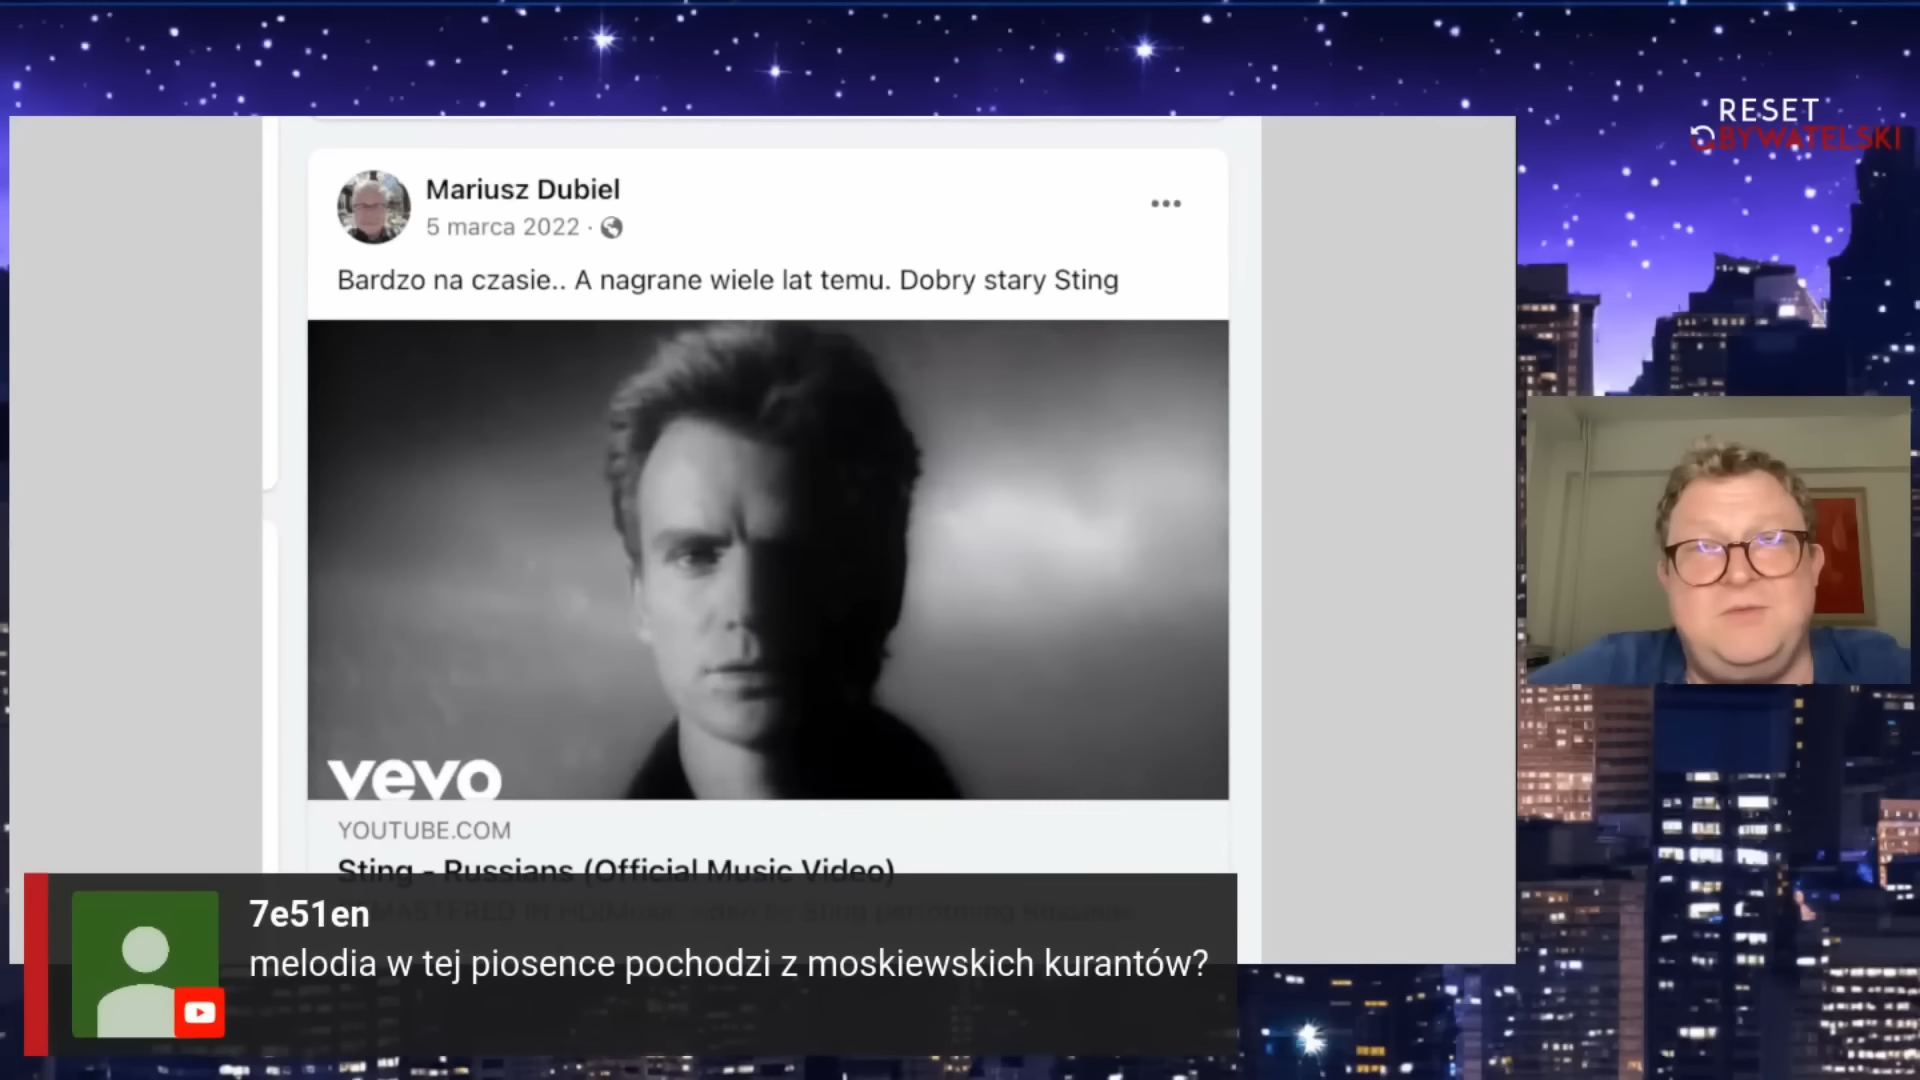 RESET
OBYWATELSKI
Mariusz Dubiel
5 marca 2022 ·
Bardzo na czasie.. A nagrane wiele lat temu. Dobry stary Sting
vevo
YOUTUBE.COM
Sting - Russians (Official Music Video)
7e51en
melodia w tej piosence pochodzi z moskiewskich kurantów?